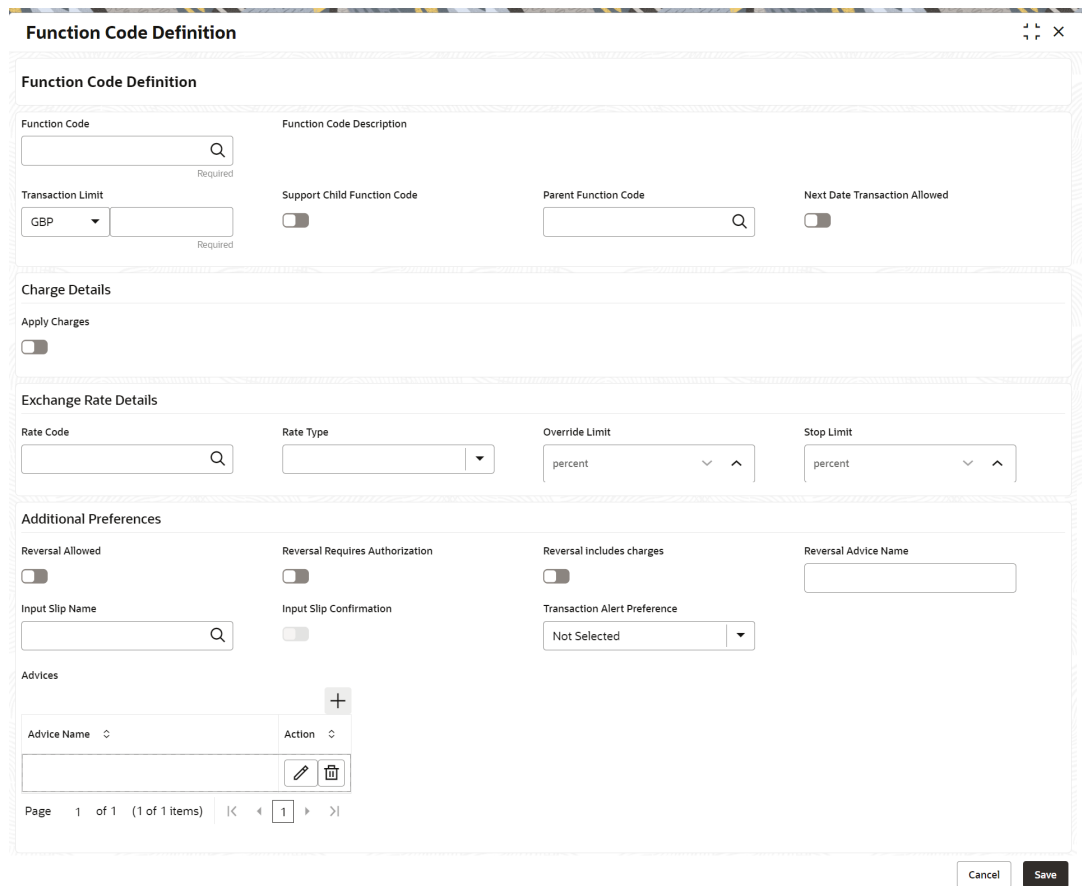 Function Code Definition
Function Code Definition
Function Code
Function Code Description
Required
Transaction Limit
Support Child Function Code
Parent Function Code
Next Date Transaction Allowed
GBP
Required
Charge Details
Apply Charges
Exchange Rate Details
Rate Code
Rate Type
Override Limit
Stop Limit
percent
percent
Additional Preferences
Reversal Allowed
Reversal Requires Authorization
Reversal includes charges
Reversal Advice Name
Input Slip Name
Input Slip Confirmation
Transaction Alert Preference
Not Selected
Advices
Advice Name
Action
Page 1 of 1 (1 of 1 items) 1
Cancel
Save